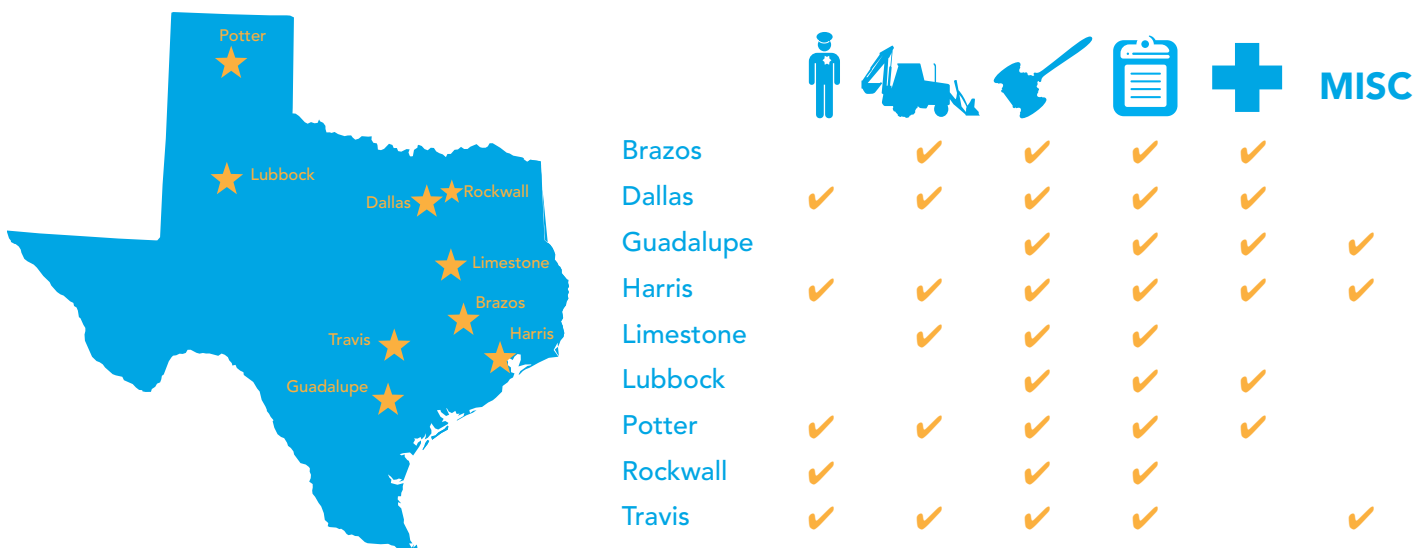 Potter
Lubbock
Dallas
Rockwall
Limestone
Brazos
Harris
Travis
Guadalupe
MISC
Brazos ✔ ✔ ✔ ✔
Dallas ✔ ✔ ✔ ✔ ✔
Guadalupe ✔ ✔ ✔ ✔
Harris ✔ ✔ ✔ ✔ ✔ ✔
Limestone ✔ ✔ ✔
Lubbock ✔ ✔ ✔
Potter ✔ ✔ ✔ ✔ ✔
Rockwall ✔ ✔ ✔
Travis ✔ ✔ ✔ ✔ ✔